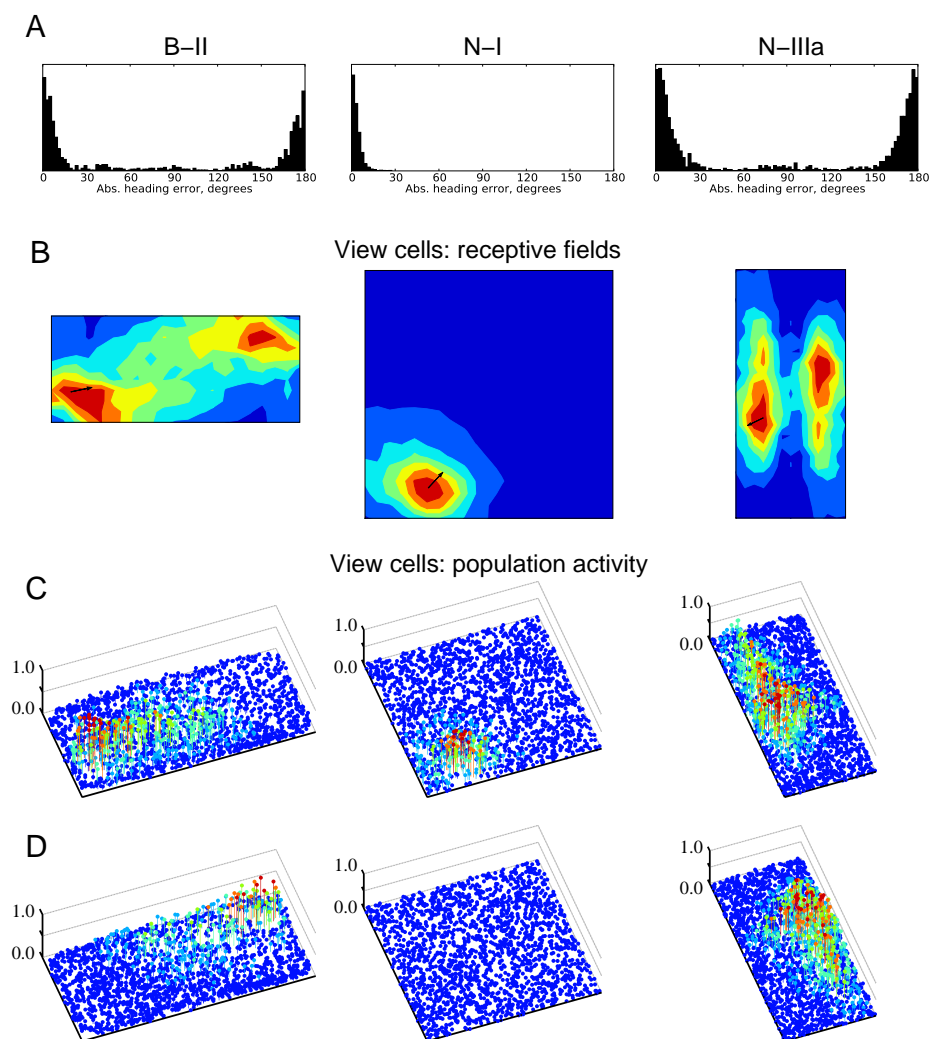 A
B−II N−I N−IIIa
0 30 60 90 120 150 180 0 30 60 90 120 150 180 0 30 60 90 120 150 180
Abs. heading error, degrees Abs. heading error, degrees Abs. heading error, degrees
B
View cells: receptive fields
View cells: population activity
C
1.0
0.0
1.0
0.0
1.0
0.0
D
1.0
0.0
1.0
0.0
1.0
0.0